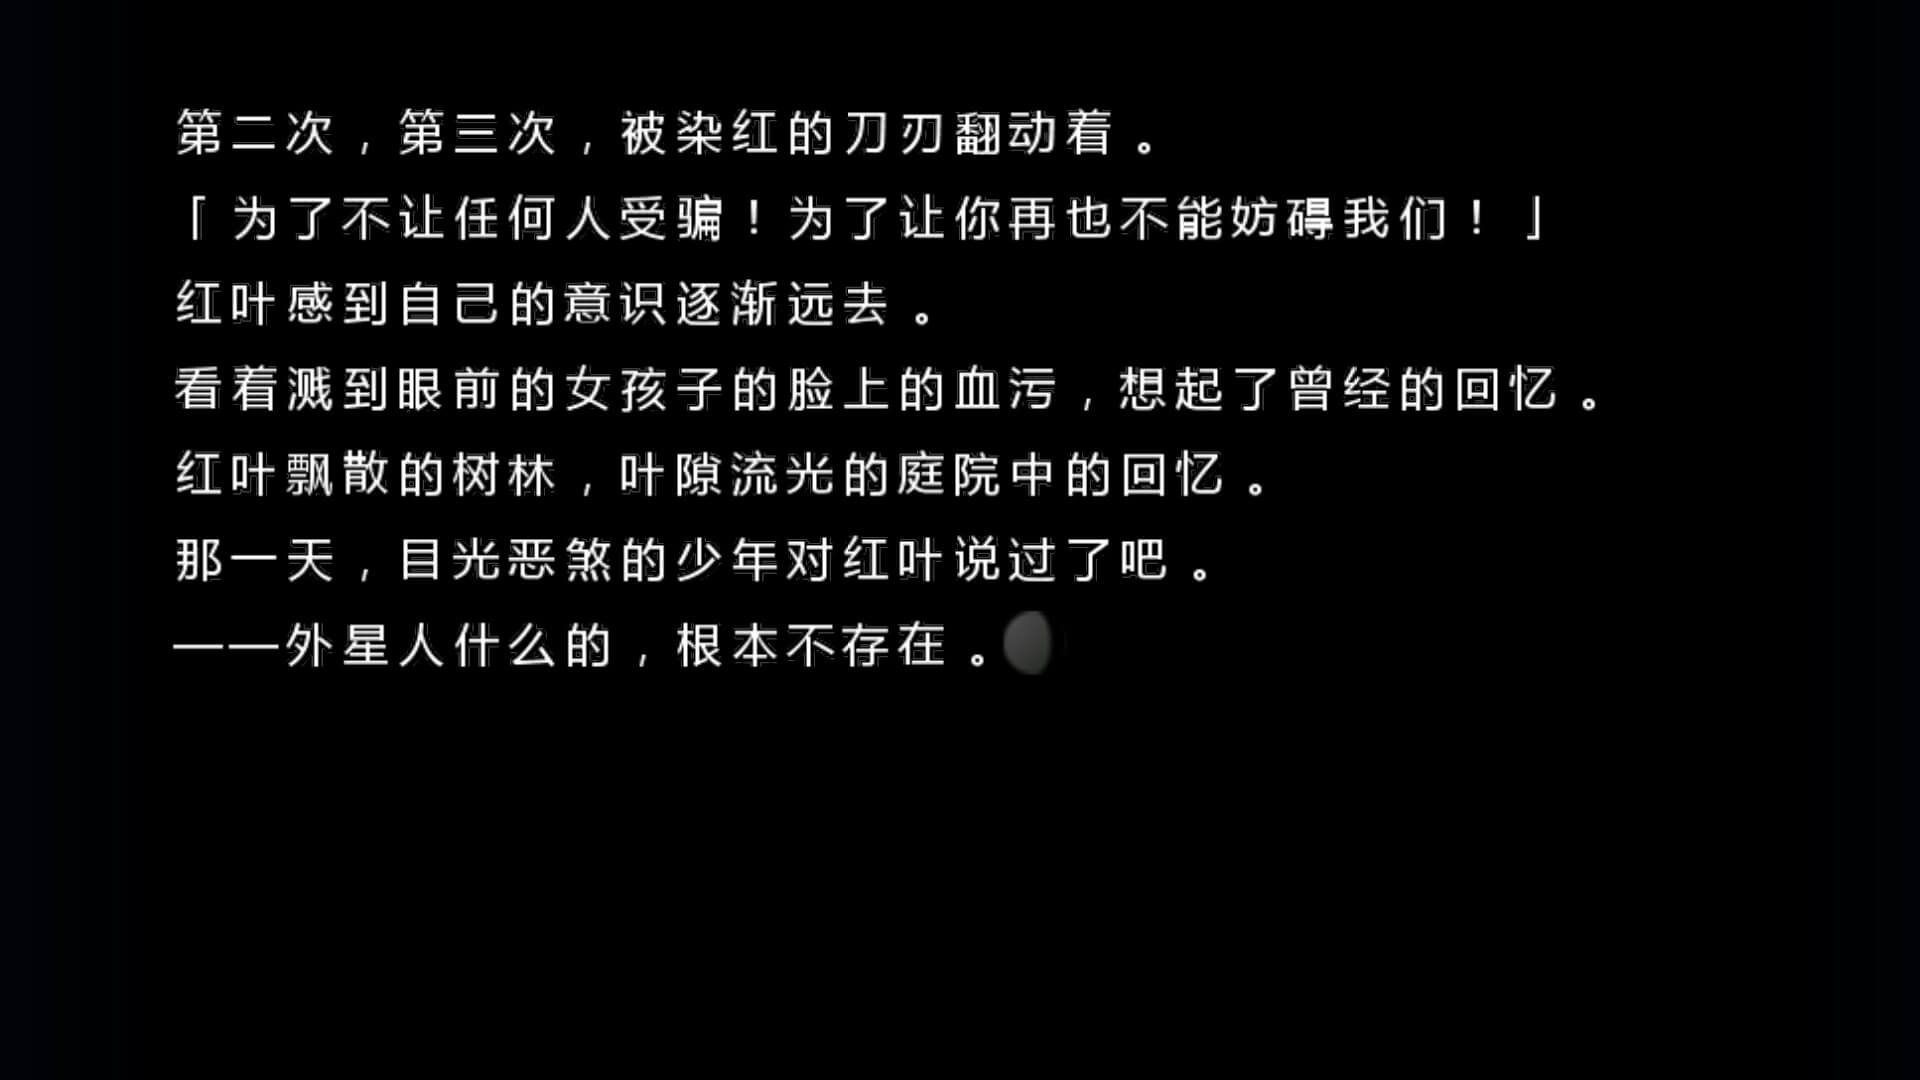 第二次，第三次，被染红的刀刃翻动着。
「为了不让任何人受骗！为了让你再也不能妨碍我们！」
红叶感到自己的意识逐渐远去。
看着溅到眼前的女孩子的脸上的血污，想起了曾经的回忆。
红叶飘散的树林，叶隙流光的庭院中的回忆。
那一天，目光恶煞的少年对红叶说过了吧。
——外星人什么的，根本不存在。